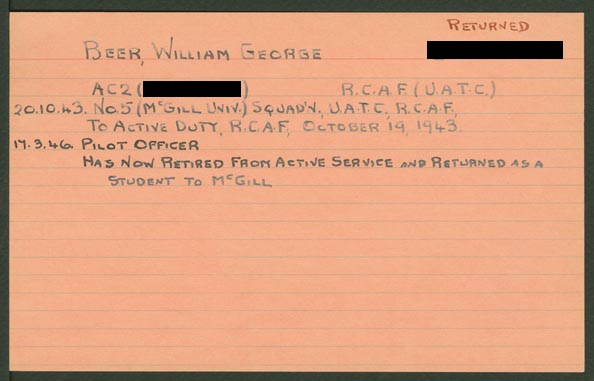 RETURNED
BEER, WILLIAM GEORGE
AC2 ( ) R.C.A.F. (U.A.T.C.)
20.10.43. No.5 (McGILL UNIV.) SQUAD'N., U.A.T.C., R.C.A.F.,
TO ACTIVE DUTY, R.C.A.F., OCTOBER 19, 1943.
17.3.46. PILOT OFFICER
HAS NOW RETIRED FROM ACTIVE SERVICE AND RETURNED AS A
STUDENT TO McGILL